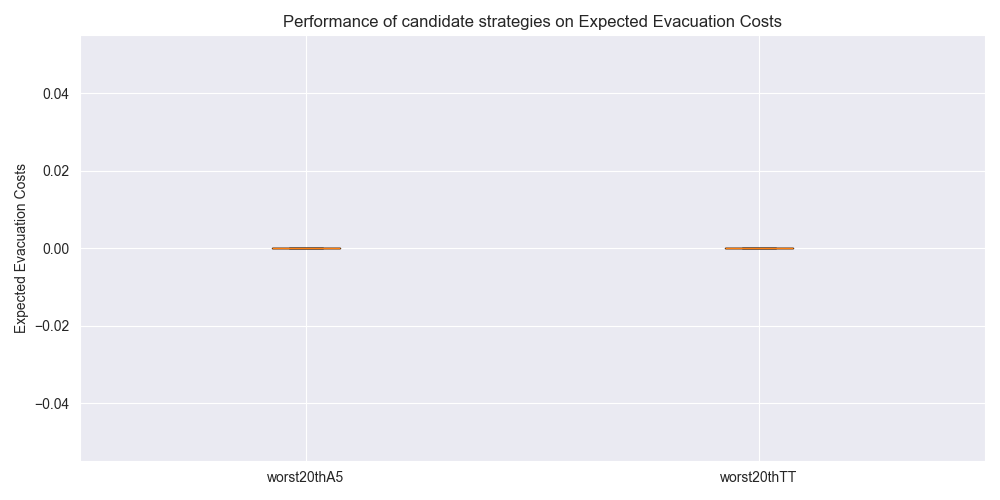 Performance of candidate strategies on Expected Evacuation Costs
Expected Evacuation Costs
0.04
0.02
0.00
−0.02
−0.04
worst20thA5
worst20thTT